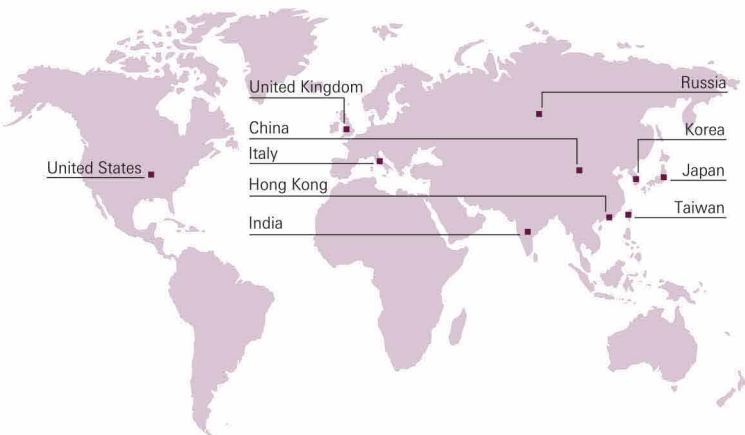 United Kingdom
China
Italy
United States
Hong Kong
India
Russia
Korea
Japan
Taiwan